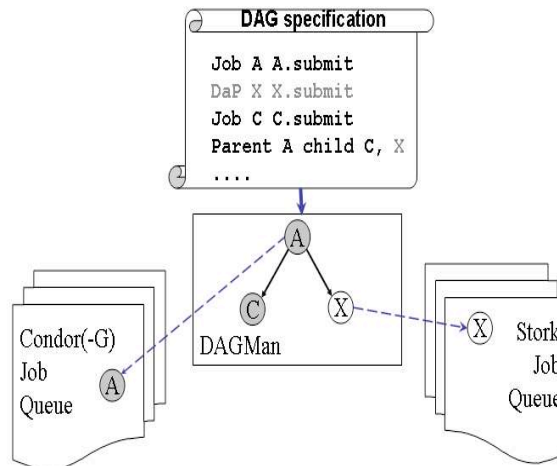 DAG specification
Job A A.submit
DaP X X.submit
Job C C.submit
Parent A child C, X
....
A
C
X
DAGMan
Condor(-G)
Job
Queue
A
X
Stork
Job
Queue